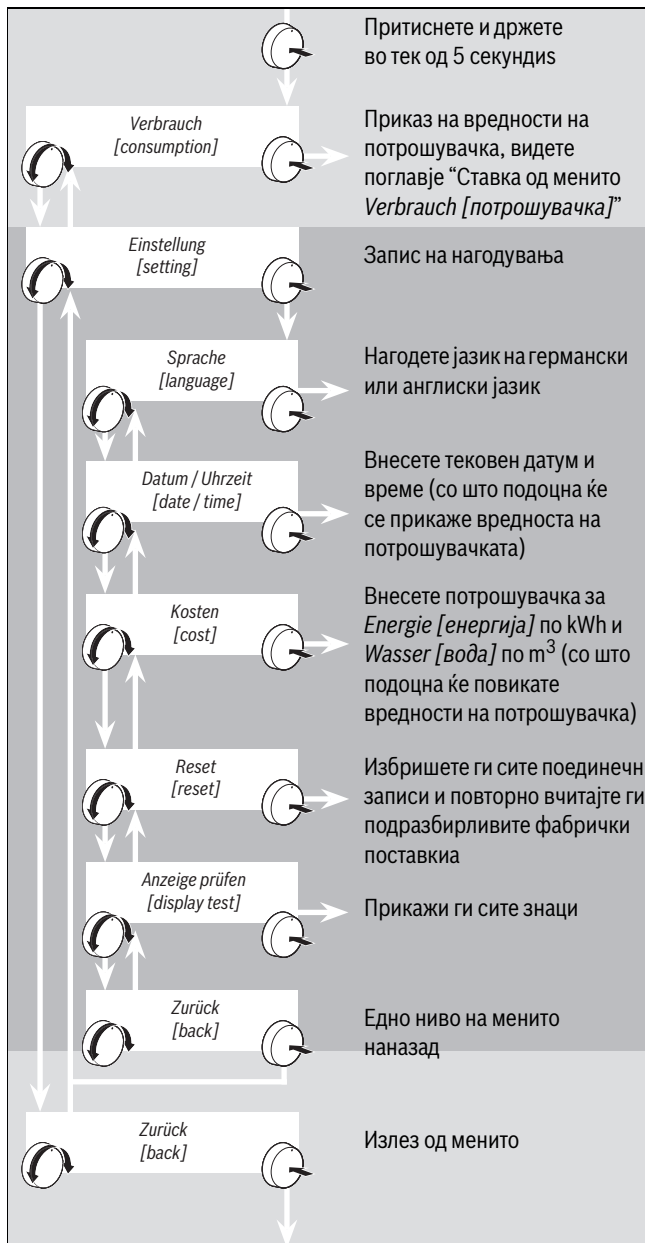 Притиснете и држете
во тек од 5 секундиs
Verbrauch
[consumption]
Приказ на вредности на
потрошувачка, видете
поглавје “Ставка од менито
Verbrauch [потрошувачка]”
Einstellung
[setting]
Запис на нагодувања
Sprache
[language]
Нагодете јазик на германски
или англиски јазик
Datum / Uhrzeit
[date / time]
Внесете тековен датум и
време (со што подоцна ќе
се прикаже вредноста на
потрошувачката)
Kosten
[cost]
Внесете потрошувачка за
Energie [енергија] по kWh и
Wasser [вода] по m³ (со што
подоцна ќе повикате
вредности на потрошувачка)
Reset
[reset]
Избришете ги сите поединечн
записи и повторно вчитајте ги
подразбирливите фабрички
поставкиа
Anzeige prüfen
[display test]
Прикажи ги сите знаци
Zurück
[back]
Едно ниво на менито
наназад
Zurück
[back]
Излез од менито